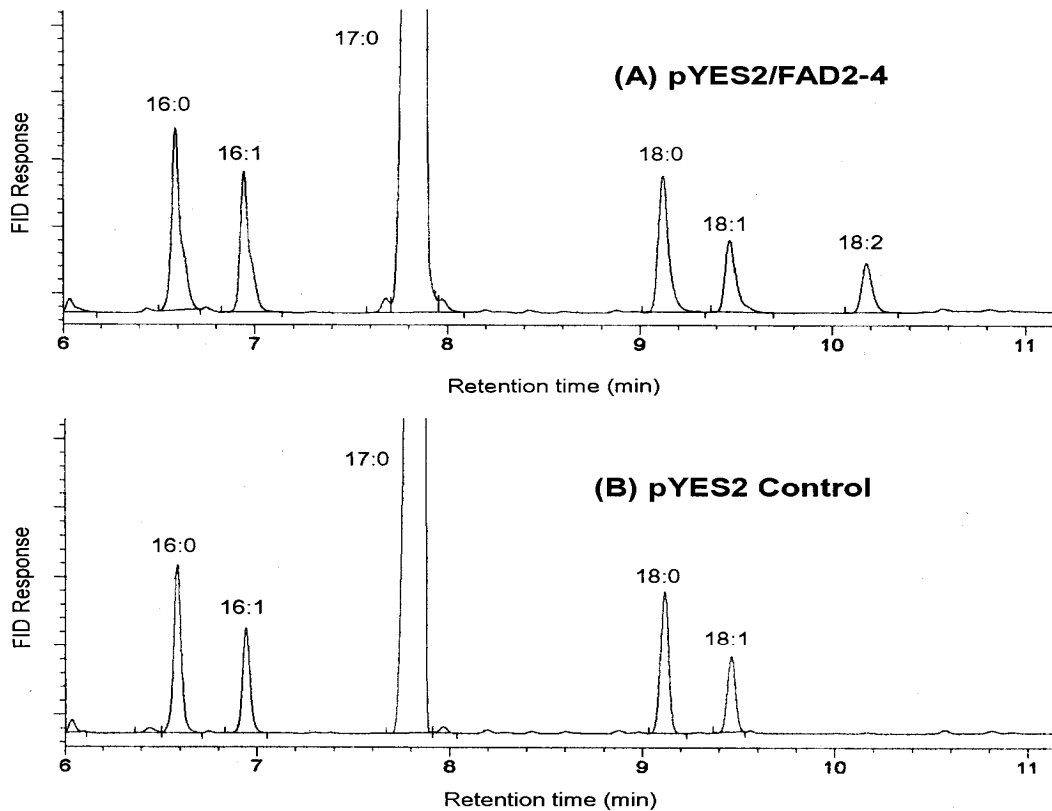 17:0
(A) pYES2/FAD2-4
16:0
16:1
18:0
18:1
18:2
FID Response
6 7 8 9 10 11
Retention time (min)
17:0
(B) pYES2 Control
16:0
16:1
18:0
18:1
FID Response
6 7 8 9 10 11
Retention time (min)